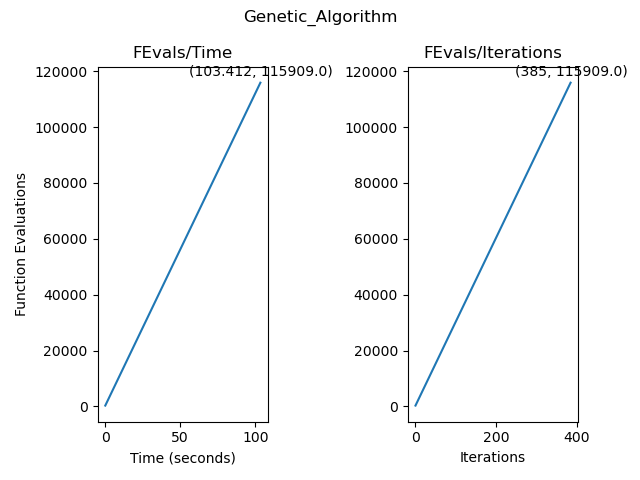 Genetic_Algorithm
FEvals/Time
(103.412, 115909.0)
120000
100000
80000
60000
40000
20000
0
Function Evaluations
0 50 100
Time (seconds)
FEvals/Iterations
(385, 115909.0)
120000
100000
80000
60000
40000
20000
0
0 200 400
Iterations